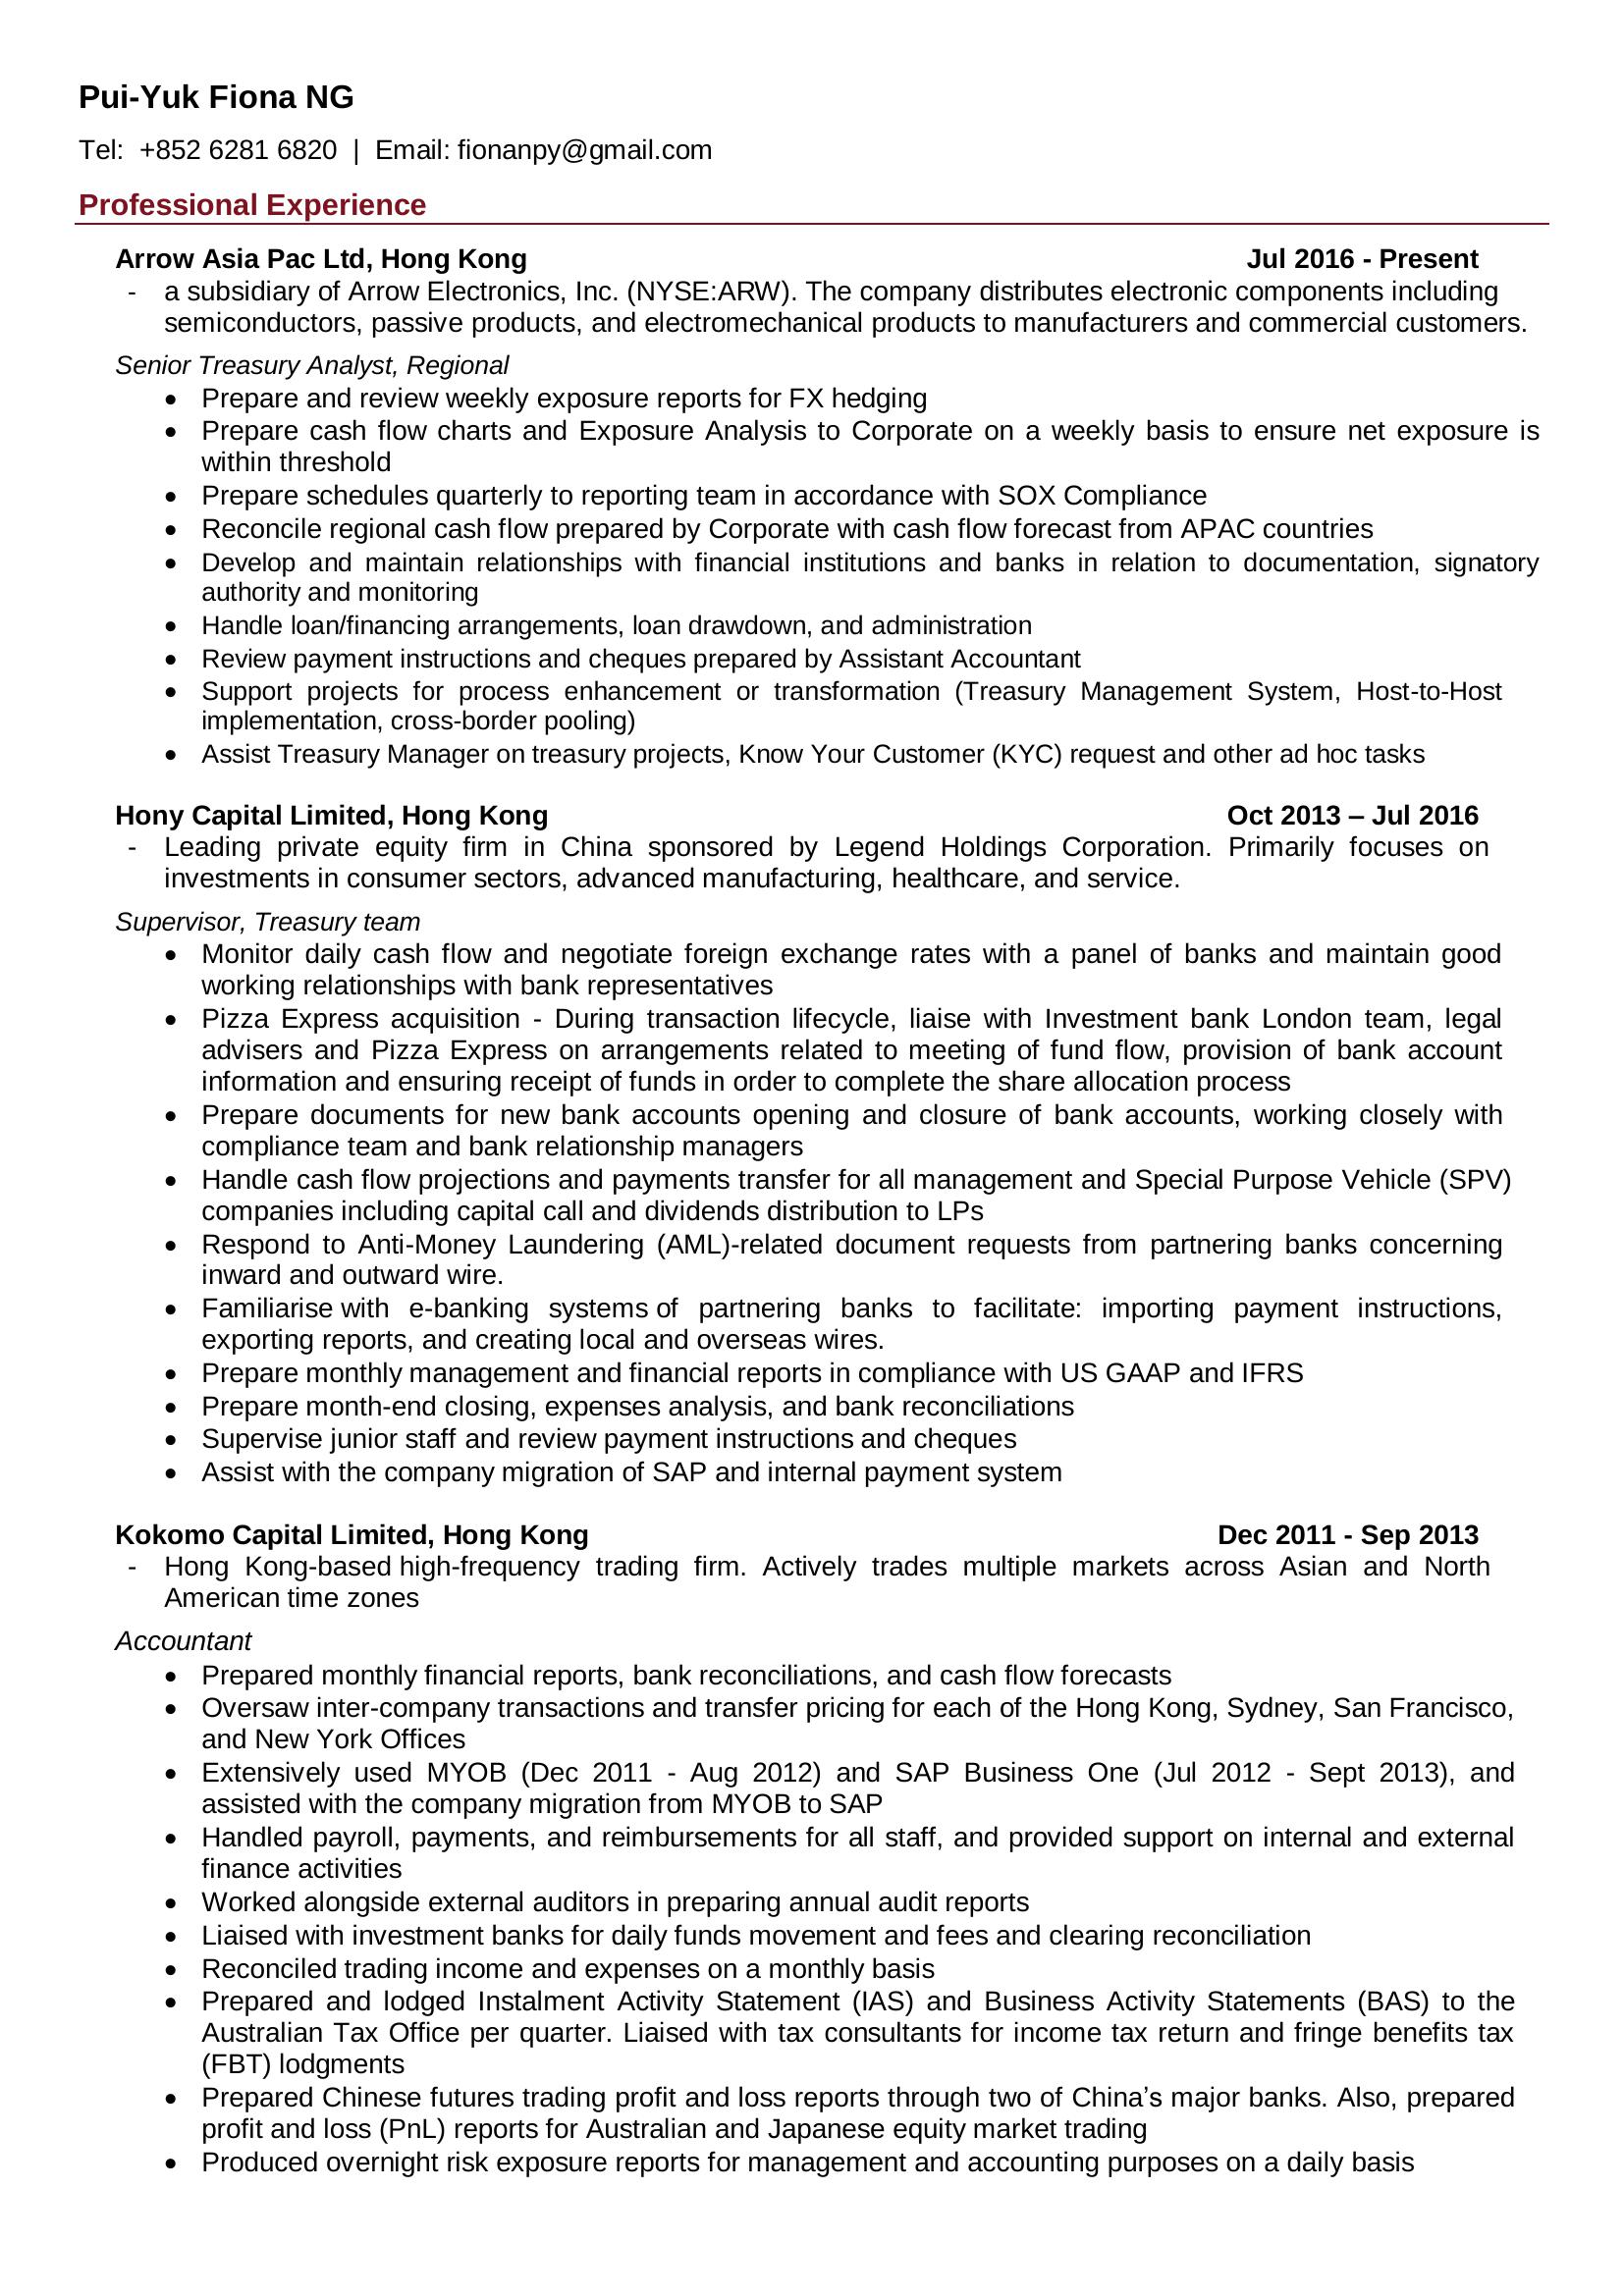 Pui-Yuk Fiona NG
Tel:  +852 6281 6820  |  Email: fionanpy@gmail.com
Professional Experience
Arrow Asia Pac Ltd, Hong Kong Jul 2016 - Present
- a subsidiary of Arrow Electronics, Inc. (NYSE:ARW). The company distributes electronic components including
semiconductors, passive products, and electromechanical products to manufacturers and commercial customers.
Senior Treasury Analyst, Regional
• Prepare and review weekly exposure reports for FX hedging
• Prepare cash flow charts and Exposure Analysis to Corporate on a weekly basis to ensure net exposure is
within threshold
• Prepare schedules quarterly to reporting team in accordance with SOX Compliance
• Reconcile regional cash flow prepared by Corporate with cash flow forecast from APAC countries
• Develop and maintain relationships with financial institutions and banks in relation to documentation, signatory
authority and monitoring
• Handle loan/financing arrangements, loan drawdown, and administration
• Review payment instructions and cheques prepared by Assistant Accountant
• Support projects for process enhancement or transformation (Treasury Management System, Host-to-Host
implementation, cross-border pooling)
• Assist Treasury Manager on treasury projects, Know Your Customer (KYC) request and other ad hoc tasks
Hony Capital Limited, Hong Kong Oct 2013 – Jul 2016
- Leading private equity firm in China sponsored by Legend Holdings Corporation. Primarily focuses on
investments in consumer sectors, advanced manufacturing, healthcare, and service.
Supervisor, Treasury team
• Monitor daily cash flow and negotiate foreign exchange rates with a panel of banks and maintain good
working relationships with bank representatives
• Pizza Express acquisition - During transaction lifecycle, liaise with Investment bank London team, legal
advisers and Pizza Express on arrangements related to meeting of fund flow, provision of bank account
information and ensuring receipt of funds in order to complete the share allocation process
• Prepare documents for new bank accounts opening and closure of bank accounts, working closely with
compliance team and bank relationship managers
• Handle cash flow projections and payments transfer for all management and Special Purpose Vehicle (SPV)
companies including capital call and dividends distribution to LPs
• Respond to Anti-Money Laundering (AML)-related document requests from partnering banks concerning
inward and outward wire.
• Familiarise with e-banking systems of partnering banks to facilitate: importing payment instructions,
exporting reports, and creating local and overseas wires.
• Prepare monthly management and financial reports in compliance with US GAAP and IFRS
• Prepare month-end closing, expenses analysis, and bank reconciliations
• Supervise junior staff and review payment instructions and cheques
• Assist with the company migration of SAP and internal payment system
Kokomo Capital Limited, Hong Kong Dec 2011 - Sep 2013
- Hong Kong-based high-frequency trading firm. Actively trades multiple markets across Asian and North
American time zones
Accountant
• Prepared monthly financial reports, bank reconciliations, and cash flow forecasts
• Oversaw inter-company transactions and transfer pricing for each of the Hong Kong, Sydney, San Francisco,
and New York Offices
• Extensively used MYOB (Dec 2011 - Aug 2012) and SAP Business One (Jul 2012 - Sept 2013), and
assisted with the company migration from MYOB to SAP
• Handled payroll, payments, and reimbursements for all staff, and provided support on internal and external
finance activities
• Worked alongside external auditors in preparing annual audit reports
• Liaised with investment banks for daily funds movement and fees and clearing reconciliation
• Reconciled trading income and expenses on a monthly basis
• Prepared and lodged Instalment Activity Statement (IAS) and Business Activity Statements (BAS) to the
Australian Tax Office per quarter. Liaised with tax consultants for income tax return and fringe benefits tax
(FBT) lodgments
• Prepared Chinese futures trading profit and loss reports through two of China’s major banks. Also, prepared
profit and loss (PnL) reports for Australian and Japanese equity market trading
• Produced overnight risk exposure reports for management and accounting purposes on a daily basis